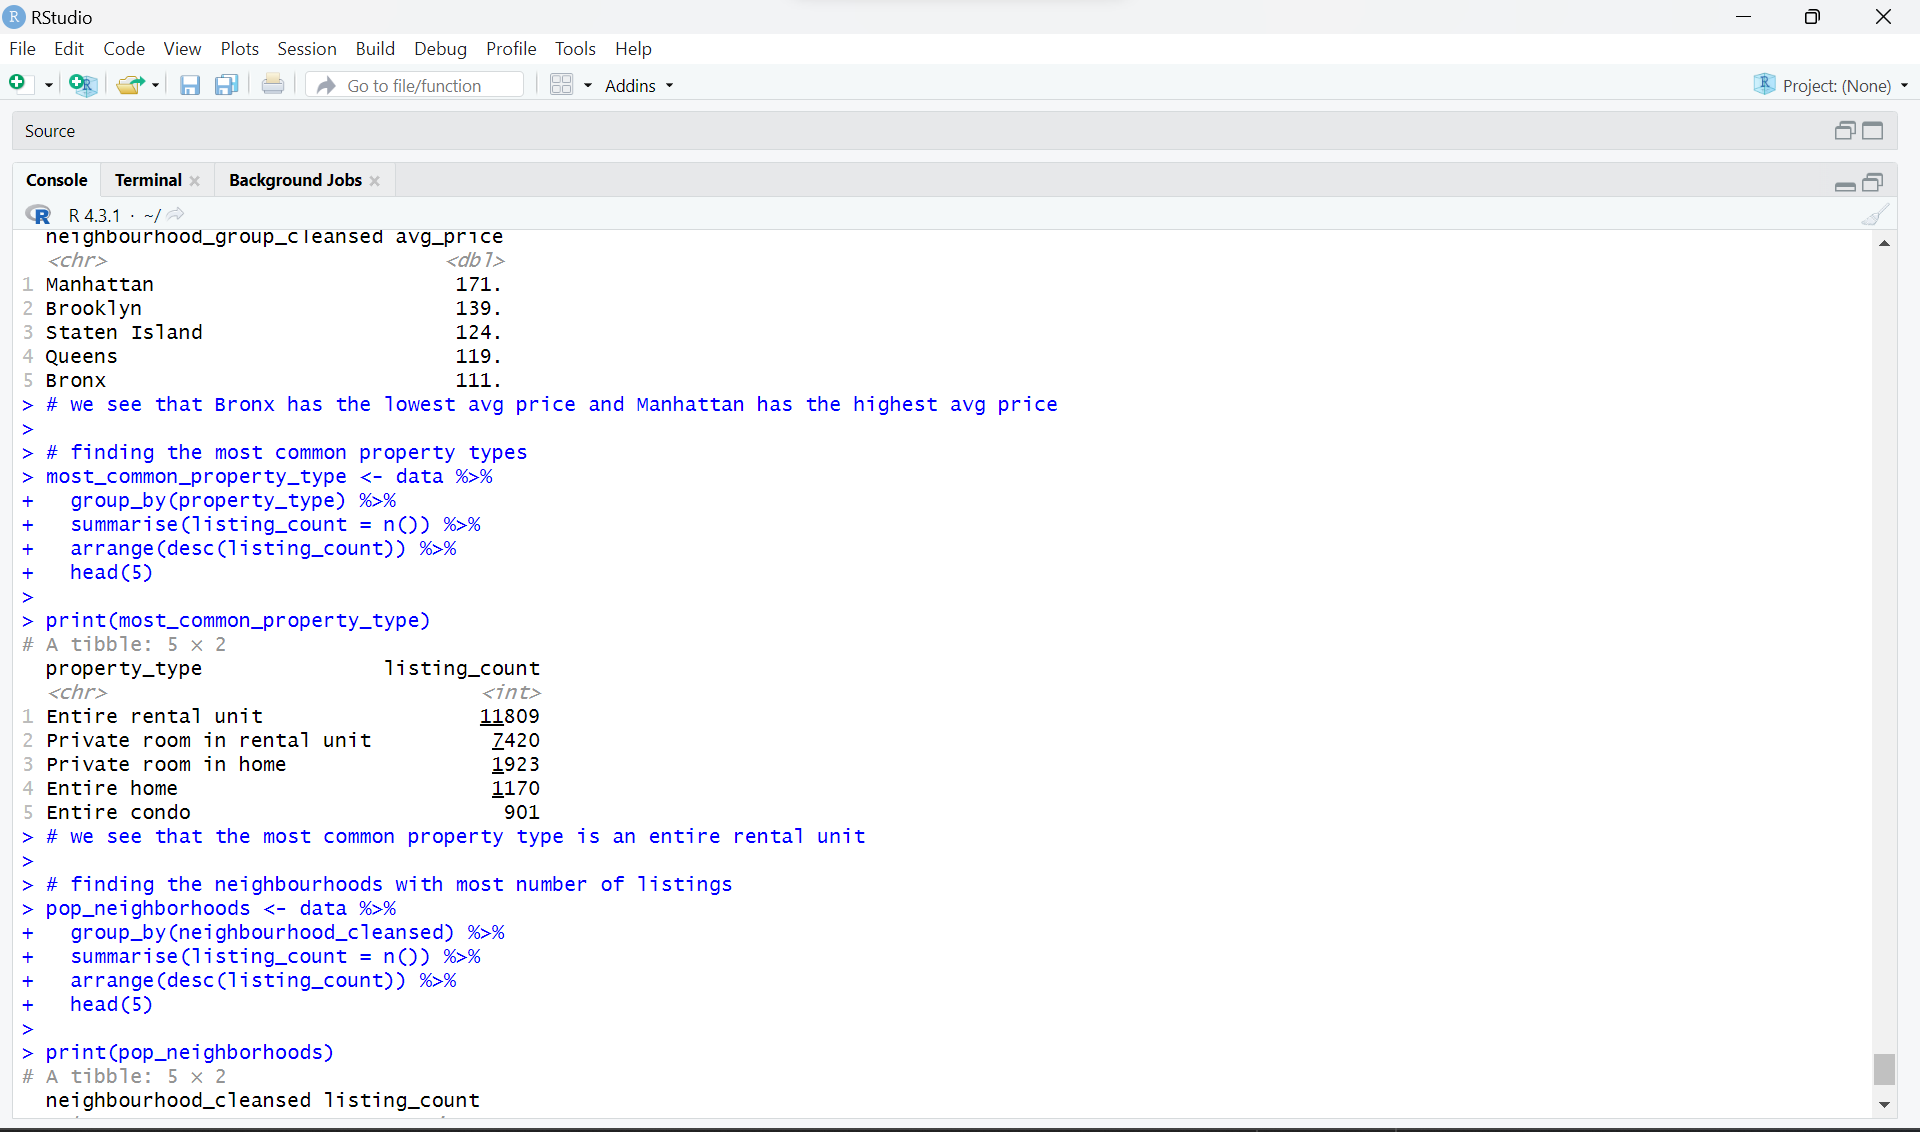 R RStudio
File Edit Code View Plots Session Build Debug Profile Tools Help
Go to file/function Addins R Project: (None)
Source
Console Terminal Background Jobs
R R 4.3.1 · ~/
neighbourhood_group_cleansed avg_price
<chr> <dbl>
1 Manhattan 171.
2 Brooklyn 139.
3 Staten Island 124.
4 Queens 119.
5 Bronx 111.
> # we see that Bronx has the lowest avg price and Manhattan has the highest avg price
>
> # finding the most common property types
> most_common_property_type <- data %>%
+ group_by(property_type) %>%
+ summarise(listing_count = n()) %>%
+ arrange(desc(listing_count)) %>%
+ head(5)
>
> print(most_common_property_type)
# A tibble: 5 × 2
property_type listing_count
<chr> <int>
1 Entire rental unit 11809
2 Private room in rental unit 7420
3 Private room in home 1923
4 Entire home 1170
5 Entire condo 901
> # we see that the most common property type is an entire rental unit
>
> # finding the neighbourhoods with most number of listings
> pop_neighborhoods <- data %>%
+ group_by(neighbourhood_cleansed) %>%
+ summarise(listing_count = n()) %>%
+ arrange(desc(listing_count)) %>%
+ head(5)
>
> print(pop_neighborhoods)
# A tibble: 5 × 2
neighbourhood_cleansed listing_count